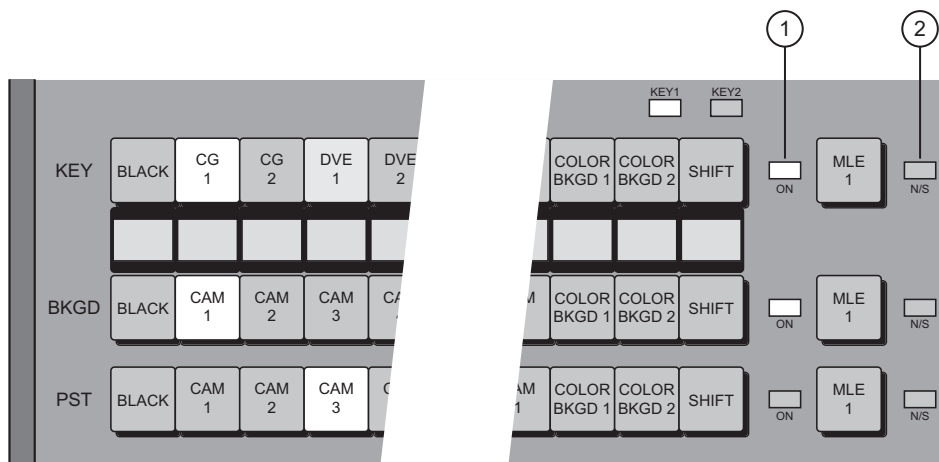 1 2
KEY1 KEY2
KEY BLACK CG 1 CG 2 DVE 1 DVE 2 COLOR BKGD 1 COLOR BKGD 2 SHIFT ON MLE 1 N/S
BKGD BLACK CAM 1 CAM 2 CAM 3 COLOR BKGD 1 COLOR BKGD 2 SHIFT ON MLE 1 N/S
PST BLACK CAM 1 CAM 2 CAM 3 COLOR BKGD 1 COLOR BKGD 2 SHIFT ON MLE 1 N/S